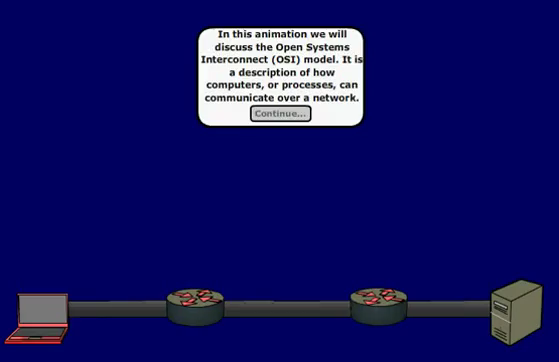 In this animation we will
discuss the Open Systems
Interconnect (OSI) model. It is
a description of how
computers, or processes, can
communicate over a network.
Continue...